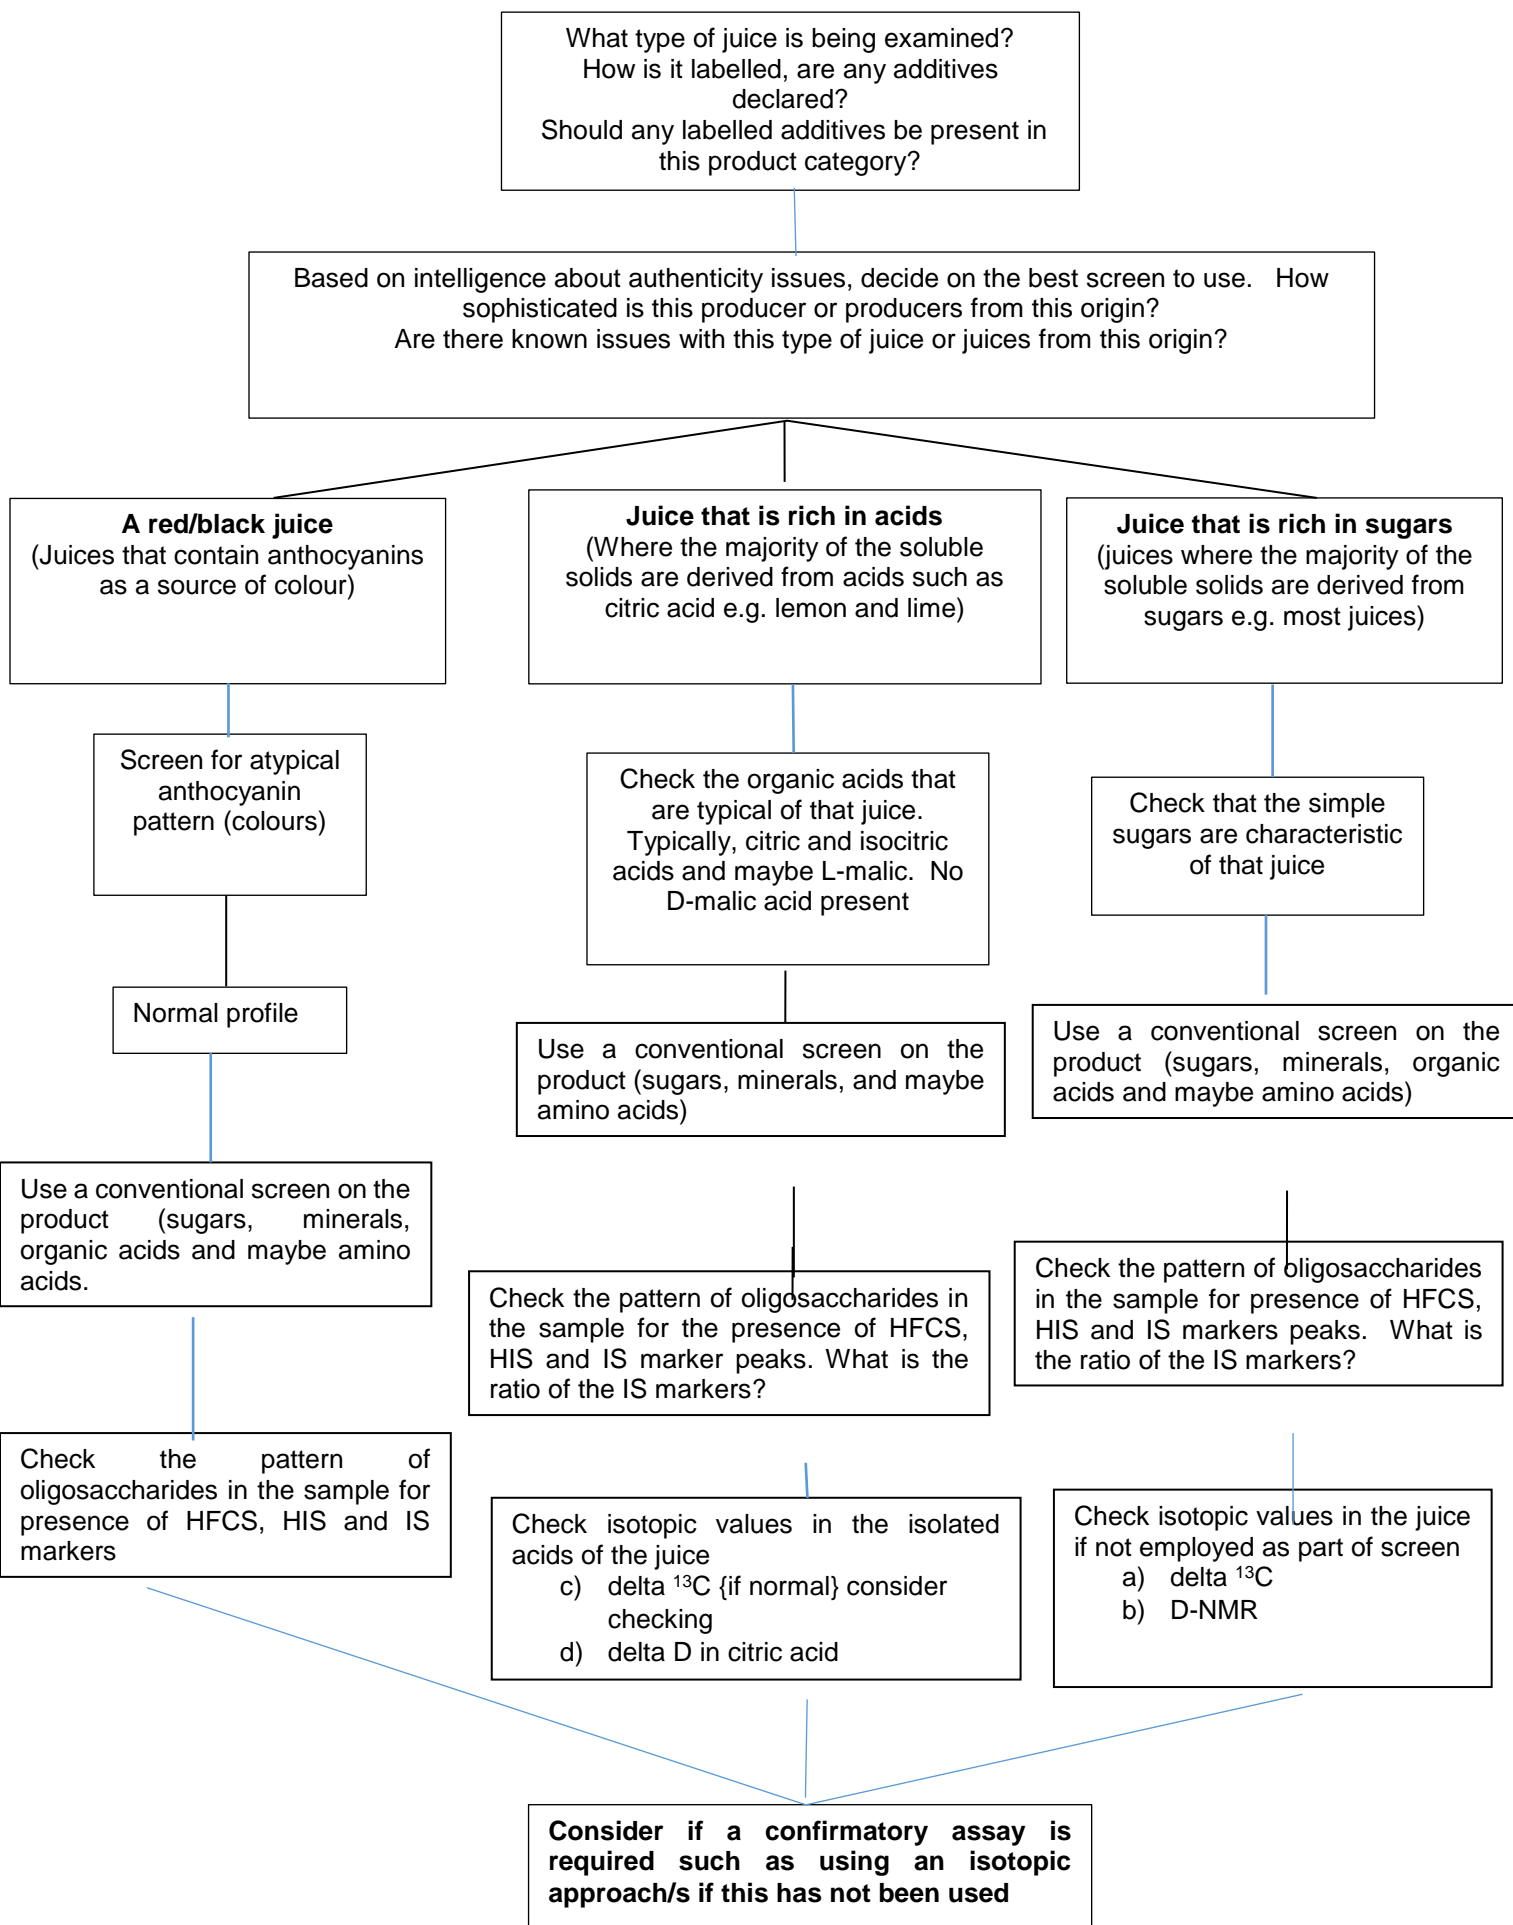 What type of juice is being examined?
How is it labelled, are any additives
declared?
Should any labelled additives be present in
this product category?
Based on intelligence about authenticity issues, decide on the best screen to use. How
sophisticated is this producer or producers from this origin?
Are there known issues with this type of juice or juices from this origin?
A red/black juice
(Juices that contain anthocyanins
as a source of colour)
Juice that is rich in acids
(Where the majority of the soluble
solids are derived from acids such as
citric acid e.g. lemon and lime)
Juice that is rich in sugars
(juices where the majority of the
soluble solids are derived from
sugars e.g. most juices)
Screen for atypical
anthocyanin
pattern (colours)
Check the organic acids that
are typical of that juice.
Typically, citric and isocitric
acids and maybe L-malic. No
D-malic acid present
Check that the simple
sugars are characteristic
of that juice
Normal profile
Use a conventional screen on the
product (sugars, minerals, and maybe
amino acids)
Use a conventional screen on the
product (sugars, minerals, organic
acids and maybe amino acids)
Use a conventional screen on the
product (sugars, minerals,
organic acids and maybe amino
acids.
Check the pattern of oligosaccharides in
the sample for the presence of HFCS,
HIS and IS marker peaks. What is the
ratio of the IS markers?
Check the pattern of oligosaccharides
in the sample for presence of HFCS,
HIS and IS markers peaks. What is
the ratio of the IS markers?
Check the pattern of
oligosaccharides in the sample for
presence of HFCS, HIS and IS
markers
Check isotopic values in the isolated
acids of the juice
c) delta ¹³C {if normal} consider
checking
d) delta D in citric acid
Check isotopic values in the juice
if not employed as part of screen
a) delta ¹³C
b) D-NMR
Consider if a confirmatory assay is
required such as using an isotopic
approach/s if this has not been used